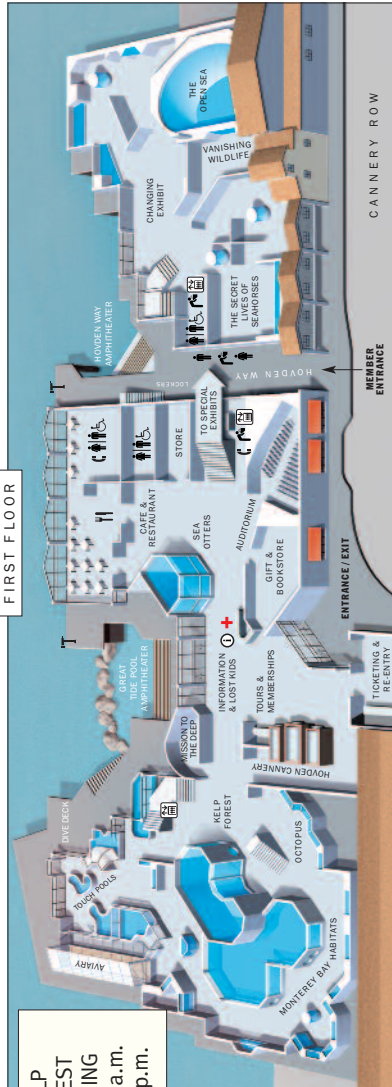 FIRST FLOOR
LP
EST
ING
a.m.
p.m.
AVIARY
TOUCH POOLS
DIVE DECK
GREAT
TIDE POOL
AMPHITHEATER
MISSION TO
THE DEEP
KELP
FOREST
OCTOPUS
MONTEREY BAY HABITATS
HOVDEN CANNERY
TICKETING &
RE-ENTRY
ENTRANCE / EXIT
TOURS &
MEMBERSHIPS
INFORMATION
& LOST KIDS
i
GIFT &
BOOKSTORE
AUDITORIUM
SEA
OTTERS
CAFE &
RESTAURANT
STORE
TO SPECIAL
EXHIBITS
LOCKERS
HOVDEN WAY
AMPHITHEATER
HOVDEN WAY
MEMBER
ENTRANCE
CHANGING
EXHIBIT
THE SECRET
LIVES OF
SEAHORSES
VANISHING
WILDLIFE
THE
OPEN SEA
CANNERY ROW